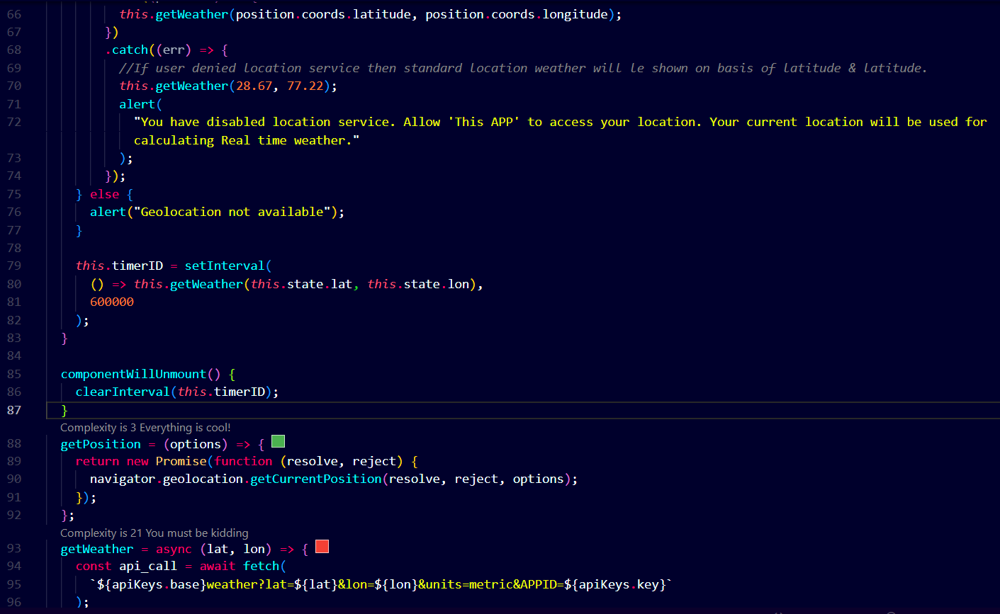 66 this.getWeather(position.coords.latitude, position.coords.longitude);
67 })
68 .catch((err) => {
69 //If user denied location service then standard location weather will le shown on basis of latitude & latitude.
70 this.getWeather(28.67, 77.22);
71 alert(
72 "You have disabled location service. Allow 'This APP' to access your location. Your current location will be used for
calculating Real time weather."
73 );
74 });
75 } else {
76 alert("Geolocation not available");
77 }
78
79 this.timerID = setInterval(
80 () => this.getWeather(this.state.lat, this.state.lon),
81 600000
82 );
83 }
84
85 componentWillUnmount() {
86 clearInterval(this.timerID);
87 }
Complexity is 3 Everything is cool!
88 getPosition = (options) => {
89 return new Promise(function (resolve, reject) {
90 navigator.geolocation.getCurrentPosition(resolve, reject, options);
91 });
92 };
Complexity is 21 You must be kidding
93 getWeather = async (lat, lon) => {
94 const api_call = await fetch(
95 `${apiKeys.base}weather?lat=${lat}&lon=${lon}&units=metric&APPID=${apiKeys.key}`
96 );